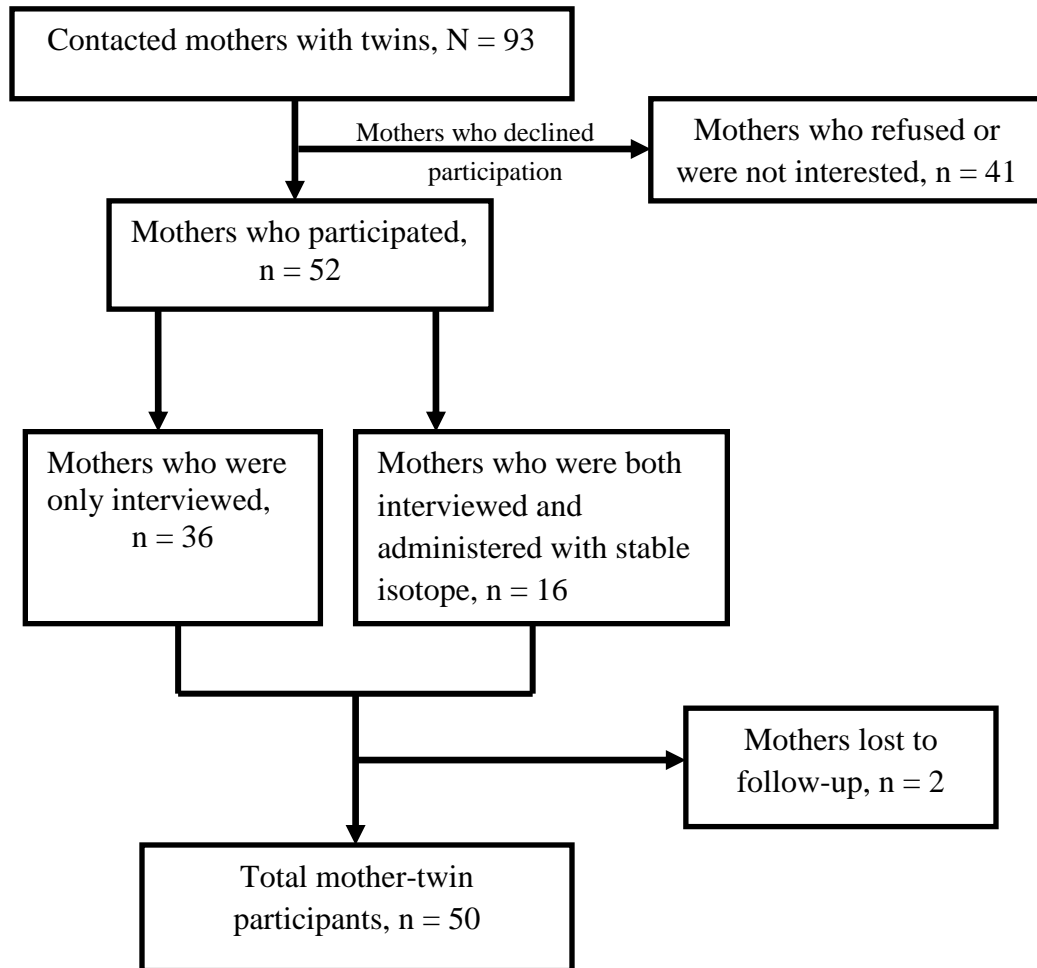 Contacted mothers with twins, N = 93
Mothers who declined
participation
Mothers who refused or
were not interested, n = 41
Mothers who participated,
n = 52
Mothers who were
only interviewed,
n = 36
Mothers who were both
interviewed and
administered with stable
isotope, n = 16
Mothers lost to
follow-up, n = 2
Total mother-twin
participants, n = 50